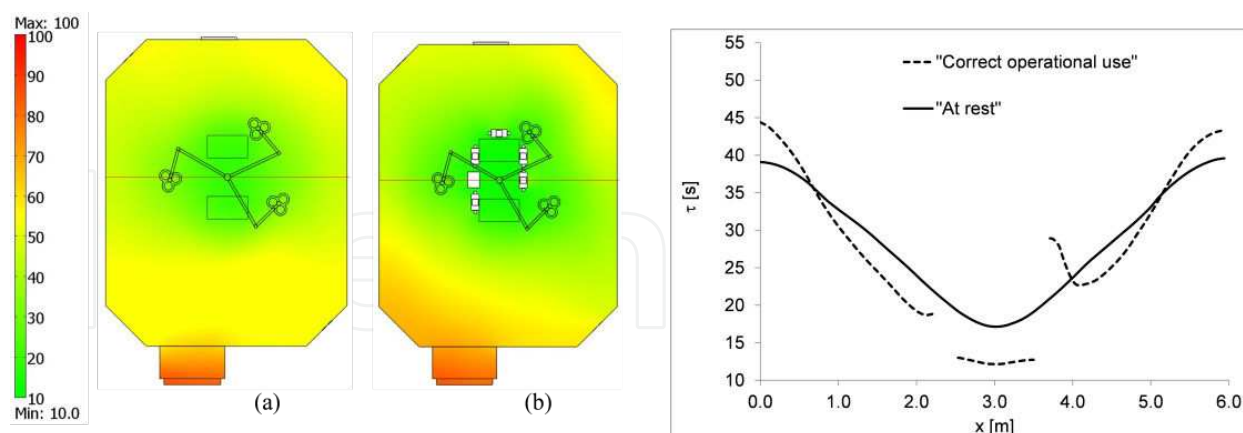 Max: 100
100
90
80
70
60
50
40
30
20
10
Min: 10.0
(a)
(b)
55
50
45
40
35
30
25
20
15
10
τ [s]
"Correct operational use"
"At rest"
0.0 1.0 2.0 3.0 4.0 5.0 6.0
x [m]